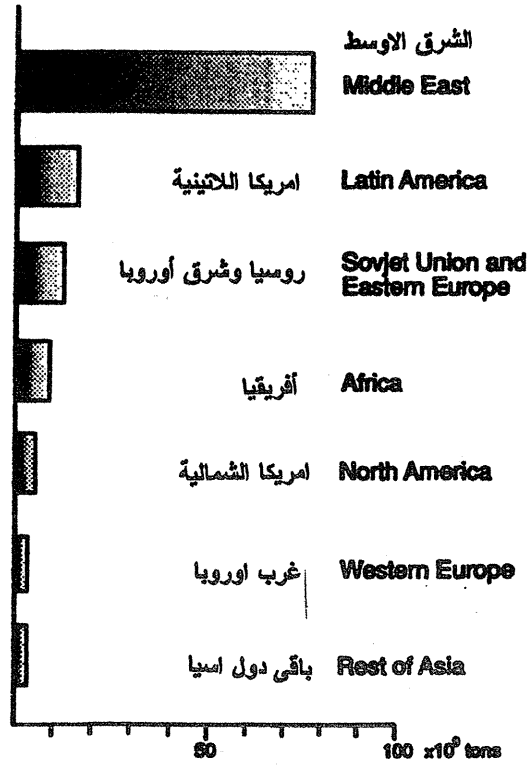 الشرق الاوسط
Middle East
امريكا اللاتينية Latin America
روسيا وشرق أوروبا Sovjet Union and
Eastern Europe
أفريقيا Africa
امريكا الشمالية North America
غرب اوروبا Western Europe
باقى دول اسيا Rest of Asia
50 100 x10⁹ tons